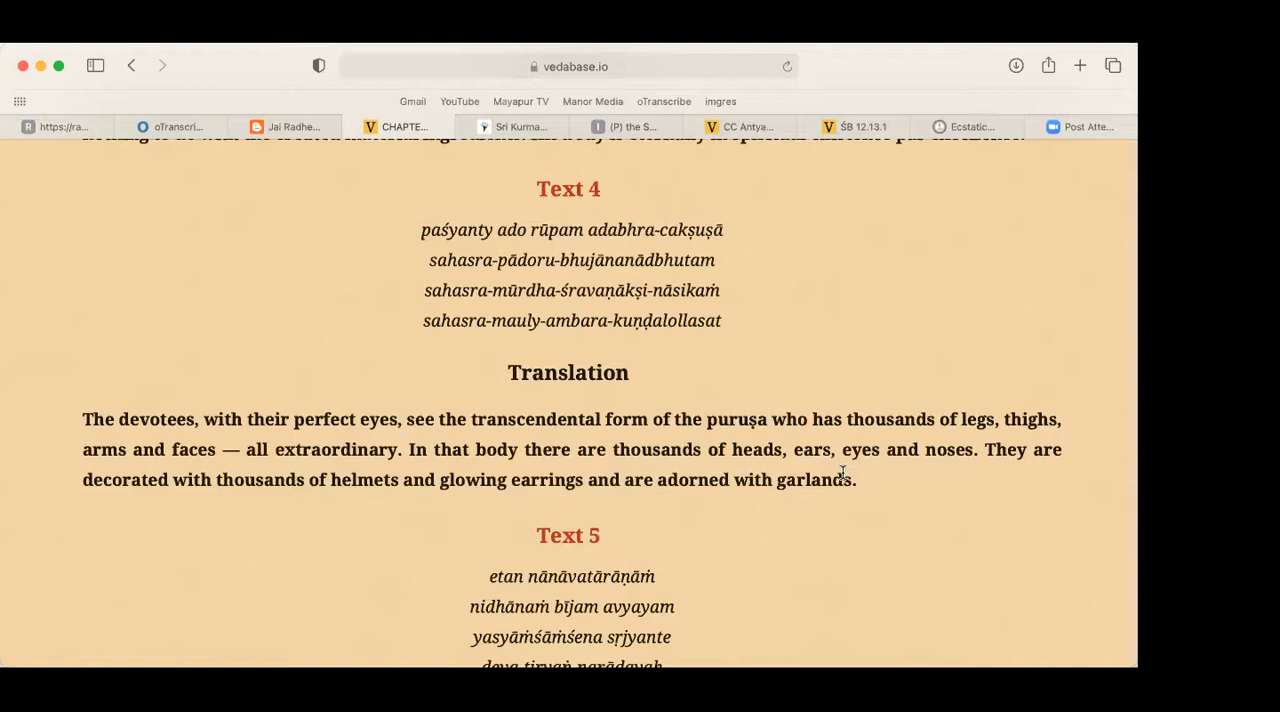 vedabase.io
Gmail YouTube Mayapur TV Manor Media oTranscribe imgres
https://ra... oTranscri... Jai Radhe... CHAPTE... Sri Kurma... (P) the S... CC Antya... ŚB 12.13.1 Ecstatic... Post Atte...
Text 4
paśyanty ado rūpam adabhra-cakṣuṣā
sahasra-pādoru-bhujānanādbhutam
sahasra-mūrdha-śravaṇākṣi-nāsikaṁ
sahasra-mauly-ambara-kuṇḍalollasat
Translation
The devotees, with their perfect eyes, see the transcendental form of the puruṣa who has thousands of legs, thighs,
arms and faces — all extraordinary. In that body there are thousands of heads, ears, eyes and noses. They are
decorated with thousands of helmets and glowing earrings and are adorned with garlands.
Text 5
etan nānāvatārāṇāṁ
nidhānaṁ bījam avyayam
yasyāṁśāṁśena sṛjyante
deva-tiryaṅ-narādayaḥ